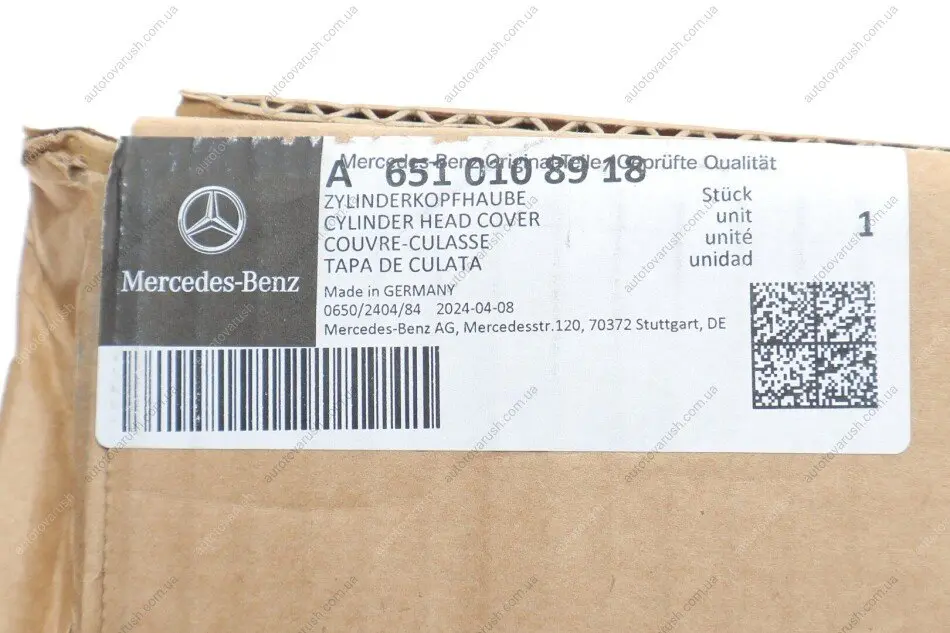 Mercedes-Benz Original-Teile | Geprüfte Qualität
A 651 010 89 18
ZYLINDERKOPFHAUBE
CYLINDER HEAD COVER
COUVRE-CULASSE
TAPA DE CULATA
Stück
unit
unité
unidad
1
Mercedes-Benz
Made in GERMANY
0650/2404/84 2024-04-08
Mercedes-Benz AG, Mercedesstr.120, 70372 Stuttgart, DE
autotovarush.com.ua